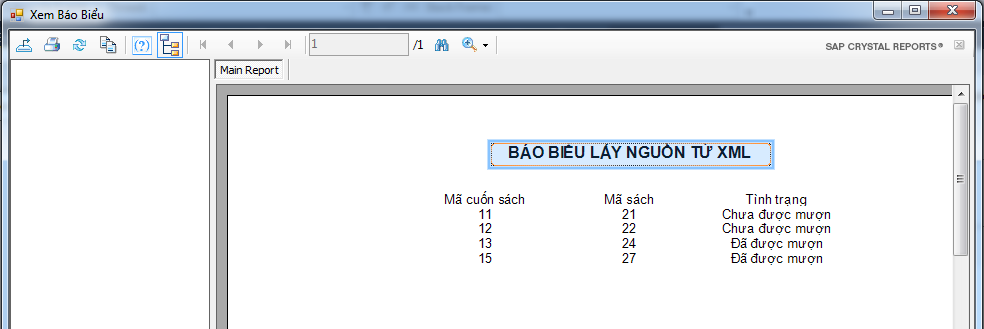 Xem Báo Biểu
1 /1
SAP CRYSTAL REPORTS®
Main Report
BÁO BIỂU LẤY NGUỒN TỪ XML
Mã cuốn sách Mã sách Tình trạng
11 21 Chưa được mượn
12 22 Chưa được mượn
13 24 Đã được mượn
15 27 Đã được mượn